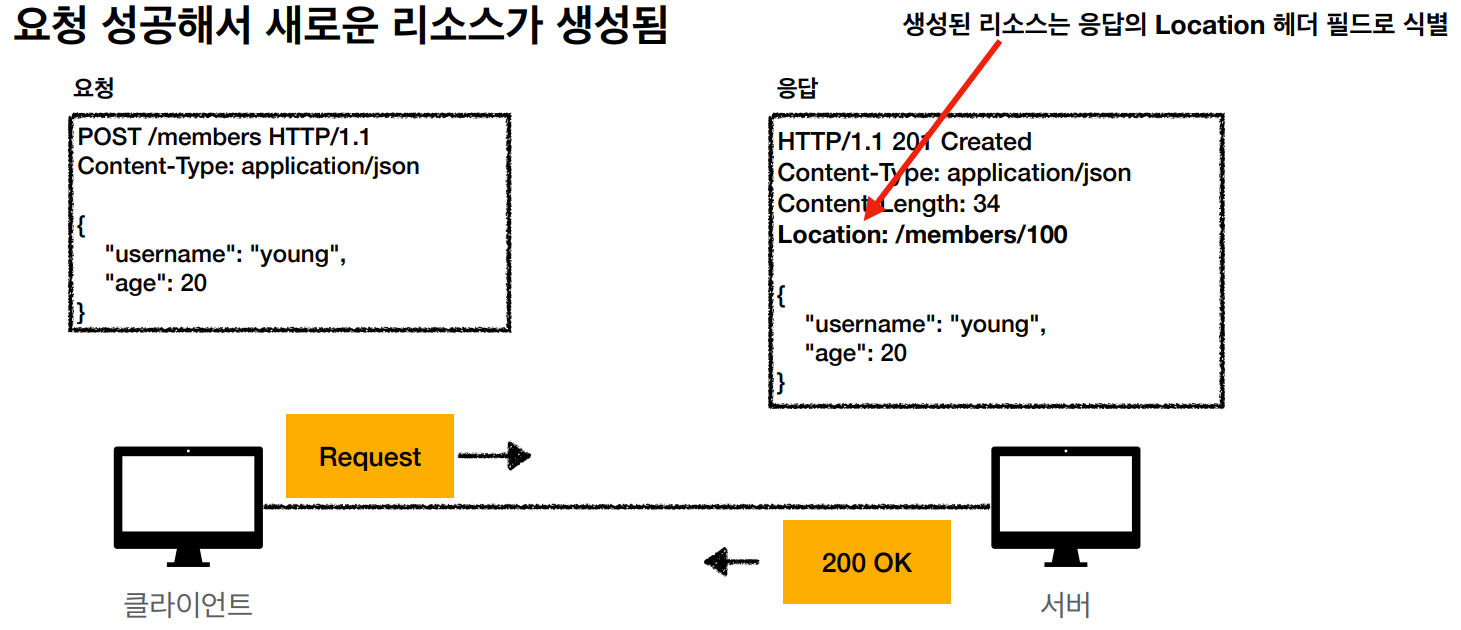 요청 성공해서 새로운 리소스가 생성됨
생성된 리소스는 응답의 Location 헤더 필드로 식별
요청
POST /members HTTP/1.1
Content-Type: application/json
{
"username": "young",
"age": 20
}
응답
HTTP/1.1 201 Created
Content-Type: application/json
Content-Length: 34
Location: /members/100
{
"username": "young",
"age": 20
}
Request
200 OK
클라이언트
서버